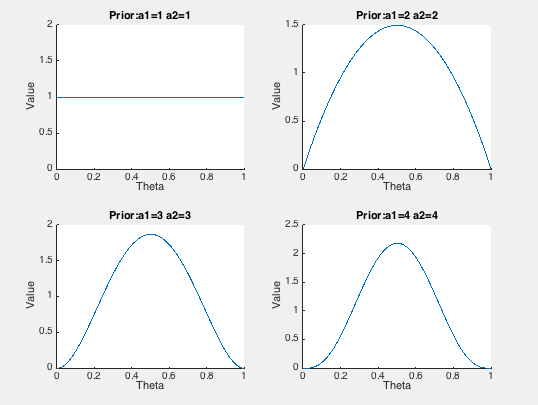 Prior:a1=1 a2=1
2
1.5
1
0.5
0
Value
0 0.2 0.4 0.6 0.8 1
Theta
Prior:a1=2 a2=2
1.5
1
0.5
0
Value
0 0.2 0.4 0.6 0.8 1
Theta
Prior:a1=3 a2=3
2
1.5
1
0.5
0
Value
0 0.2 0.4 0.6 0.8 1
Theta
Prior:a1=4 a2=4
2.5
2
1.5
1
0.5
0
Value
0 0.2 0.4 0.6 0.8 1
Theta